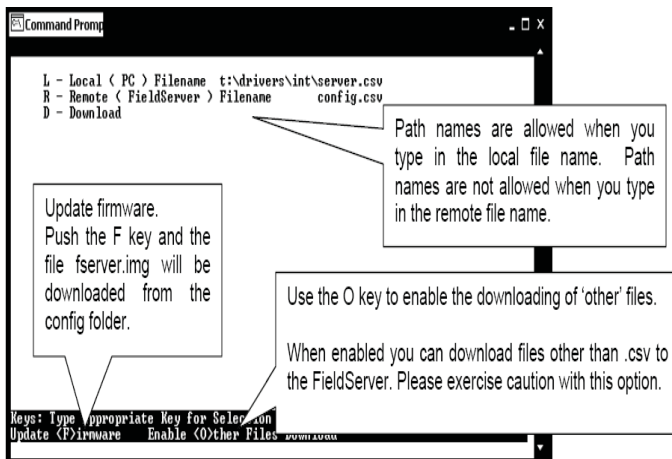 Command Promp
L - Local ( PC ) Filename t:\drivers\int\server.csv
R - Remote ( FieldServer ) Filename config.csv
D - Download
Path names are allowed when you
type in the local file name. Path
names are not allowed when you type
in the remote file name.
Update firmware.
Push the F key and the
file fserver.img will be
downloaded from the
config folder.
Use the O key to enable the downloading of ‘other’ files.
When enabled you can download files other than .csv to
the FieldServer. Please exercise caution with this option.
Keys: Type Appropriate Key for Selection
Update (F)irmware Enable (O)ther Files Download